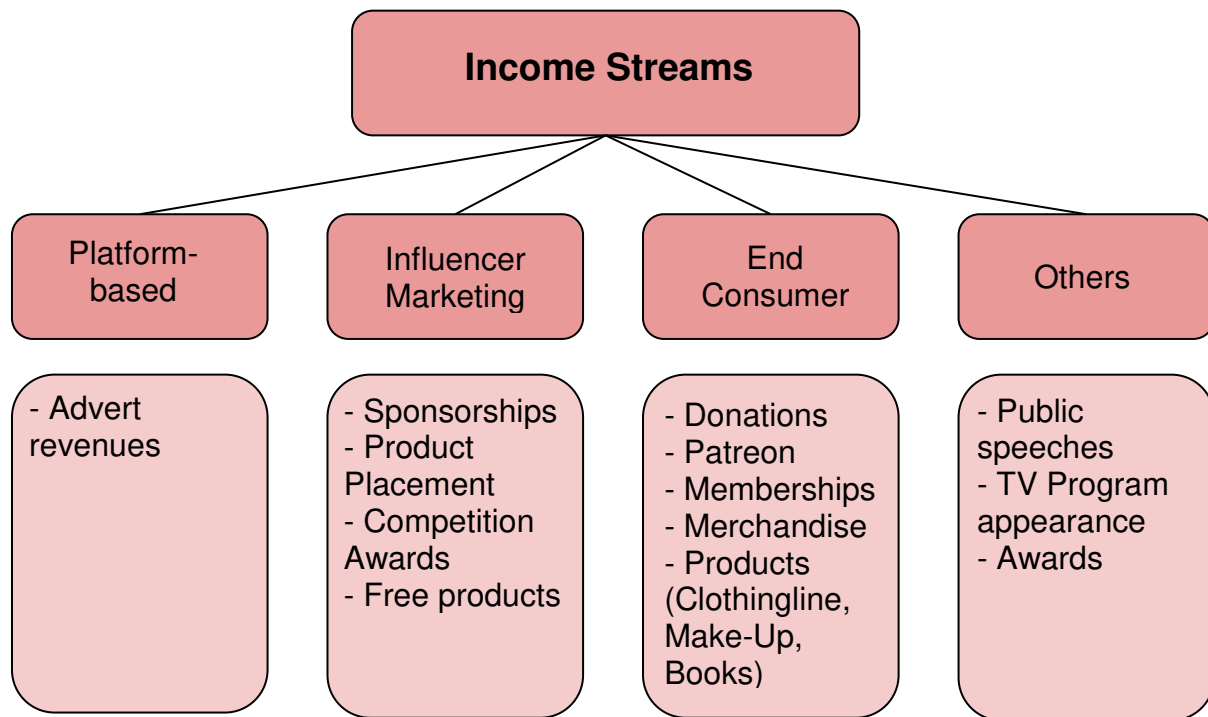 Income Streams
Platform-
based
Influencer
Marketing
End
Consumer
Others
- Advert
revenues
- Sponsorships
- Product
Placement
- Competition
Awards
- Free products
- Donations
- Patreon
- Memberships
- Merchandise
- Products
(Clothingline,
Make-Up,
Books)
- Public
speeches
- TV Program
appearance
- Awards